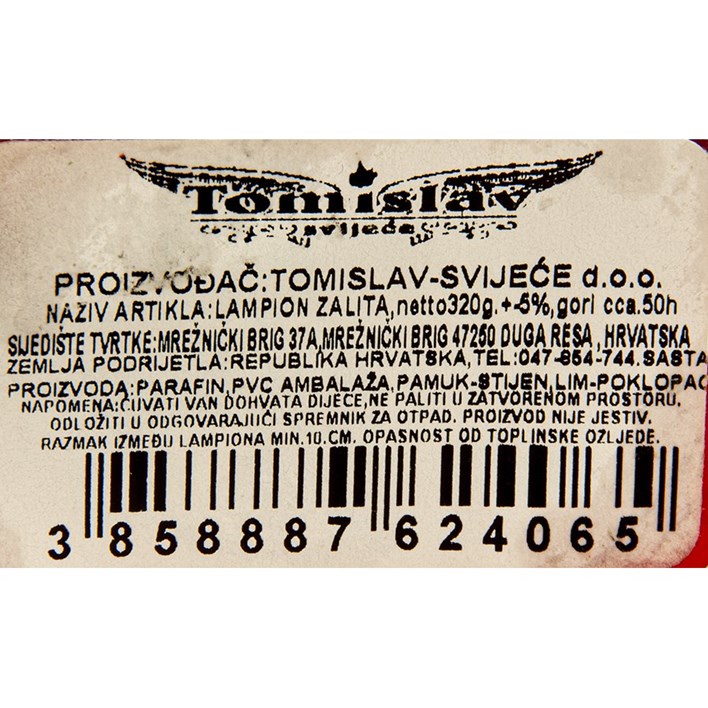 Tomislav
svijeće
PROIZVOĐAČ:TOMISLAV-SVIJEĆE d.o.o.
NAZIV ARTIKLA:LAMPION ZALITA,netto320g.+-5%,gori cca.50h
SIJEDIŠTE TVRTKE:MREŽNIČKI BRIG 37A,MREŽNIČKI BRIG 47250 DUGA RESA, HRVATSKA
ZEMLJA PODRIJETLA:REPUBLIKA HRVATSKA,TEL:047-854-744.SASTA
PROIZVODA:PARAFIN,PVC AMBALAŽA,PAMUK-STIJEN,LIM-POKLOPAC
NAPOMENA:ČUVATI VAN DOHVATA DIJECE,NE PALITI U ZATVORENOM PROSTORU,
ODLOŽITI U ODGOVARAJUĆI SPREMNIK ZA OTPAD. PROIZVOD NIJE JESTIV.
RAZMAK IZMEĐU LAMPIONA MIN.10.CM. OPASNOST OD TOPLINSKE OZLJEDE.
3 858887 624065